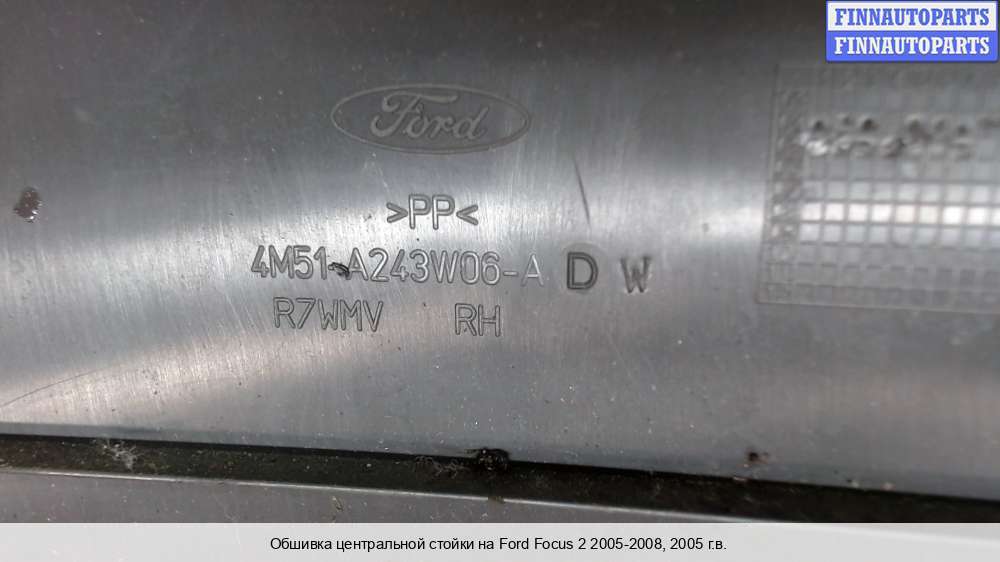 FINNAUTOPARTS
FINNAUTOPARTS
Ford
>PP<
4M51-A243W06-A D W
R7WMV RH
Обшивка центральной стойки на Ford Focus 2 2005-2008, 2005 г.в.